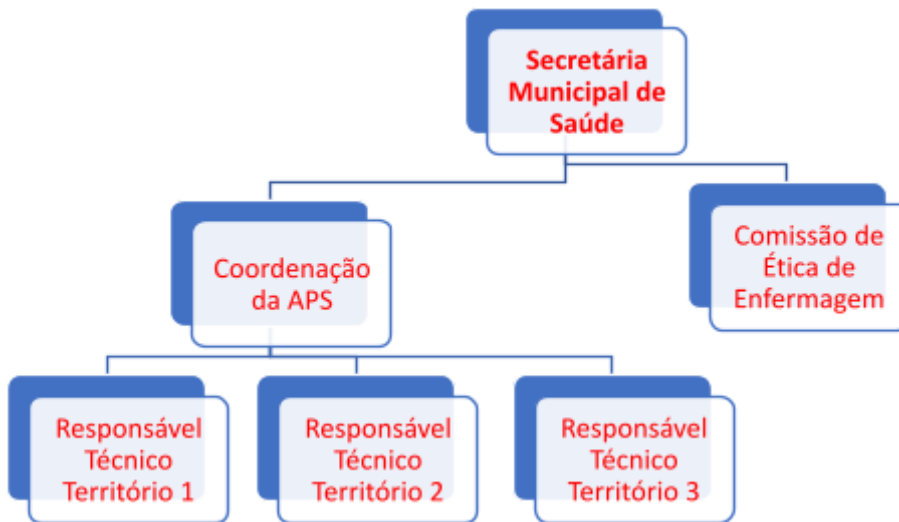 Secretária
Municipal de
Saúde
Coordenação
da APS
Comissão de
Ética de
Enfermagem
Responsável
Técnico
Território 1
Responsável
Técnico
Território 2
Responsável
Técnico
Território 3